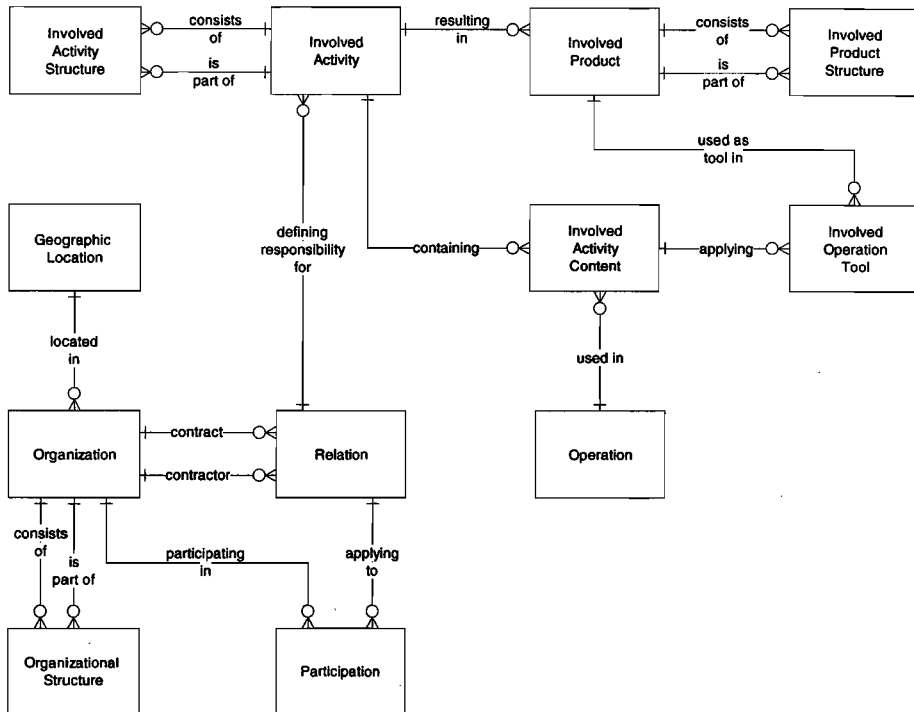 consists
of
Involved
Activity
Structure
is
part of
Involved
Activity
resulting
in
Involved
Product
consists
of
is
part of
Involved
Product
Structure
used as
tool in
Geographic
Location
defining
responsibility
for
containing
Involved
Activity
Content
applying
Involved
Operation
Tool
located
in
used in
Organization
contract
contractor
Relation
Operation
consists
of
is
part of
participating
in
applying
to
Organizational
Structure
Participation